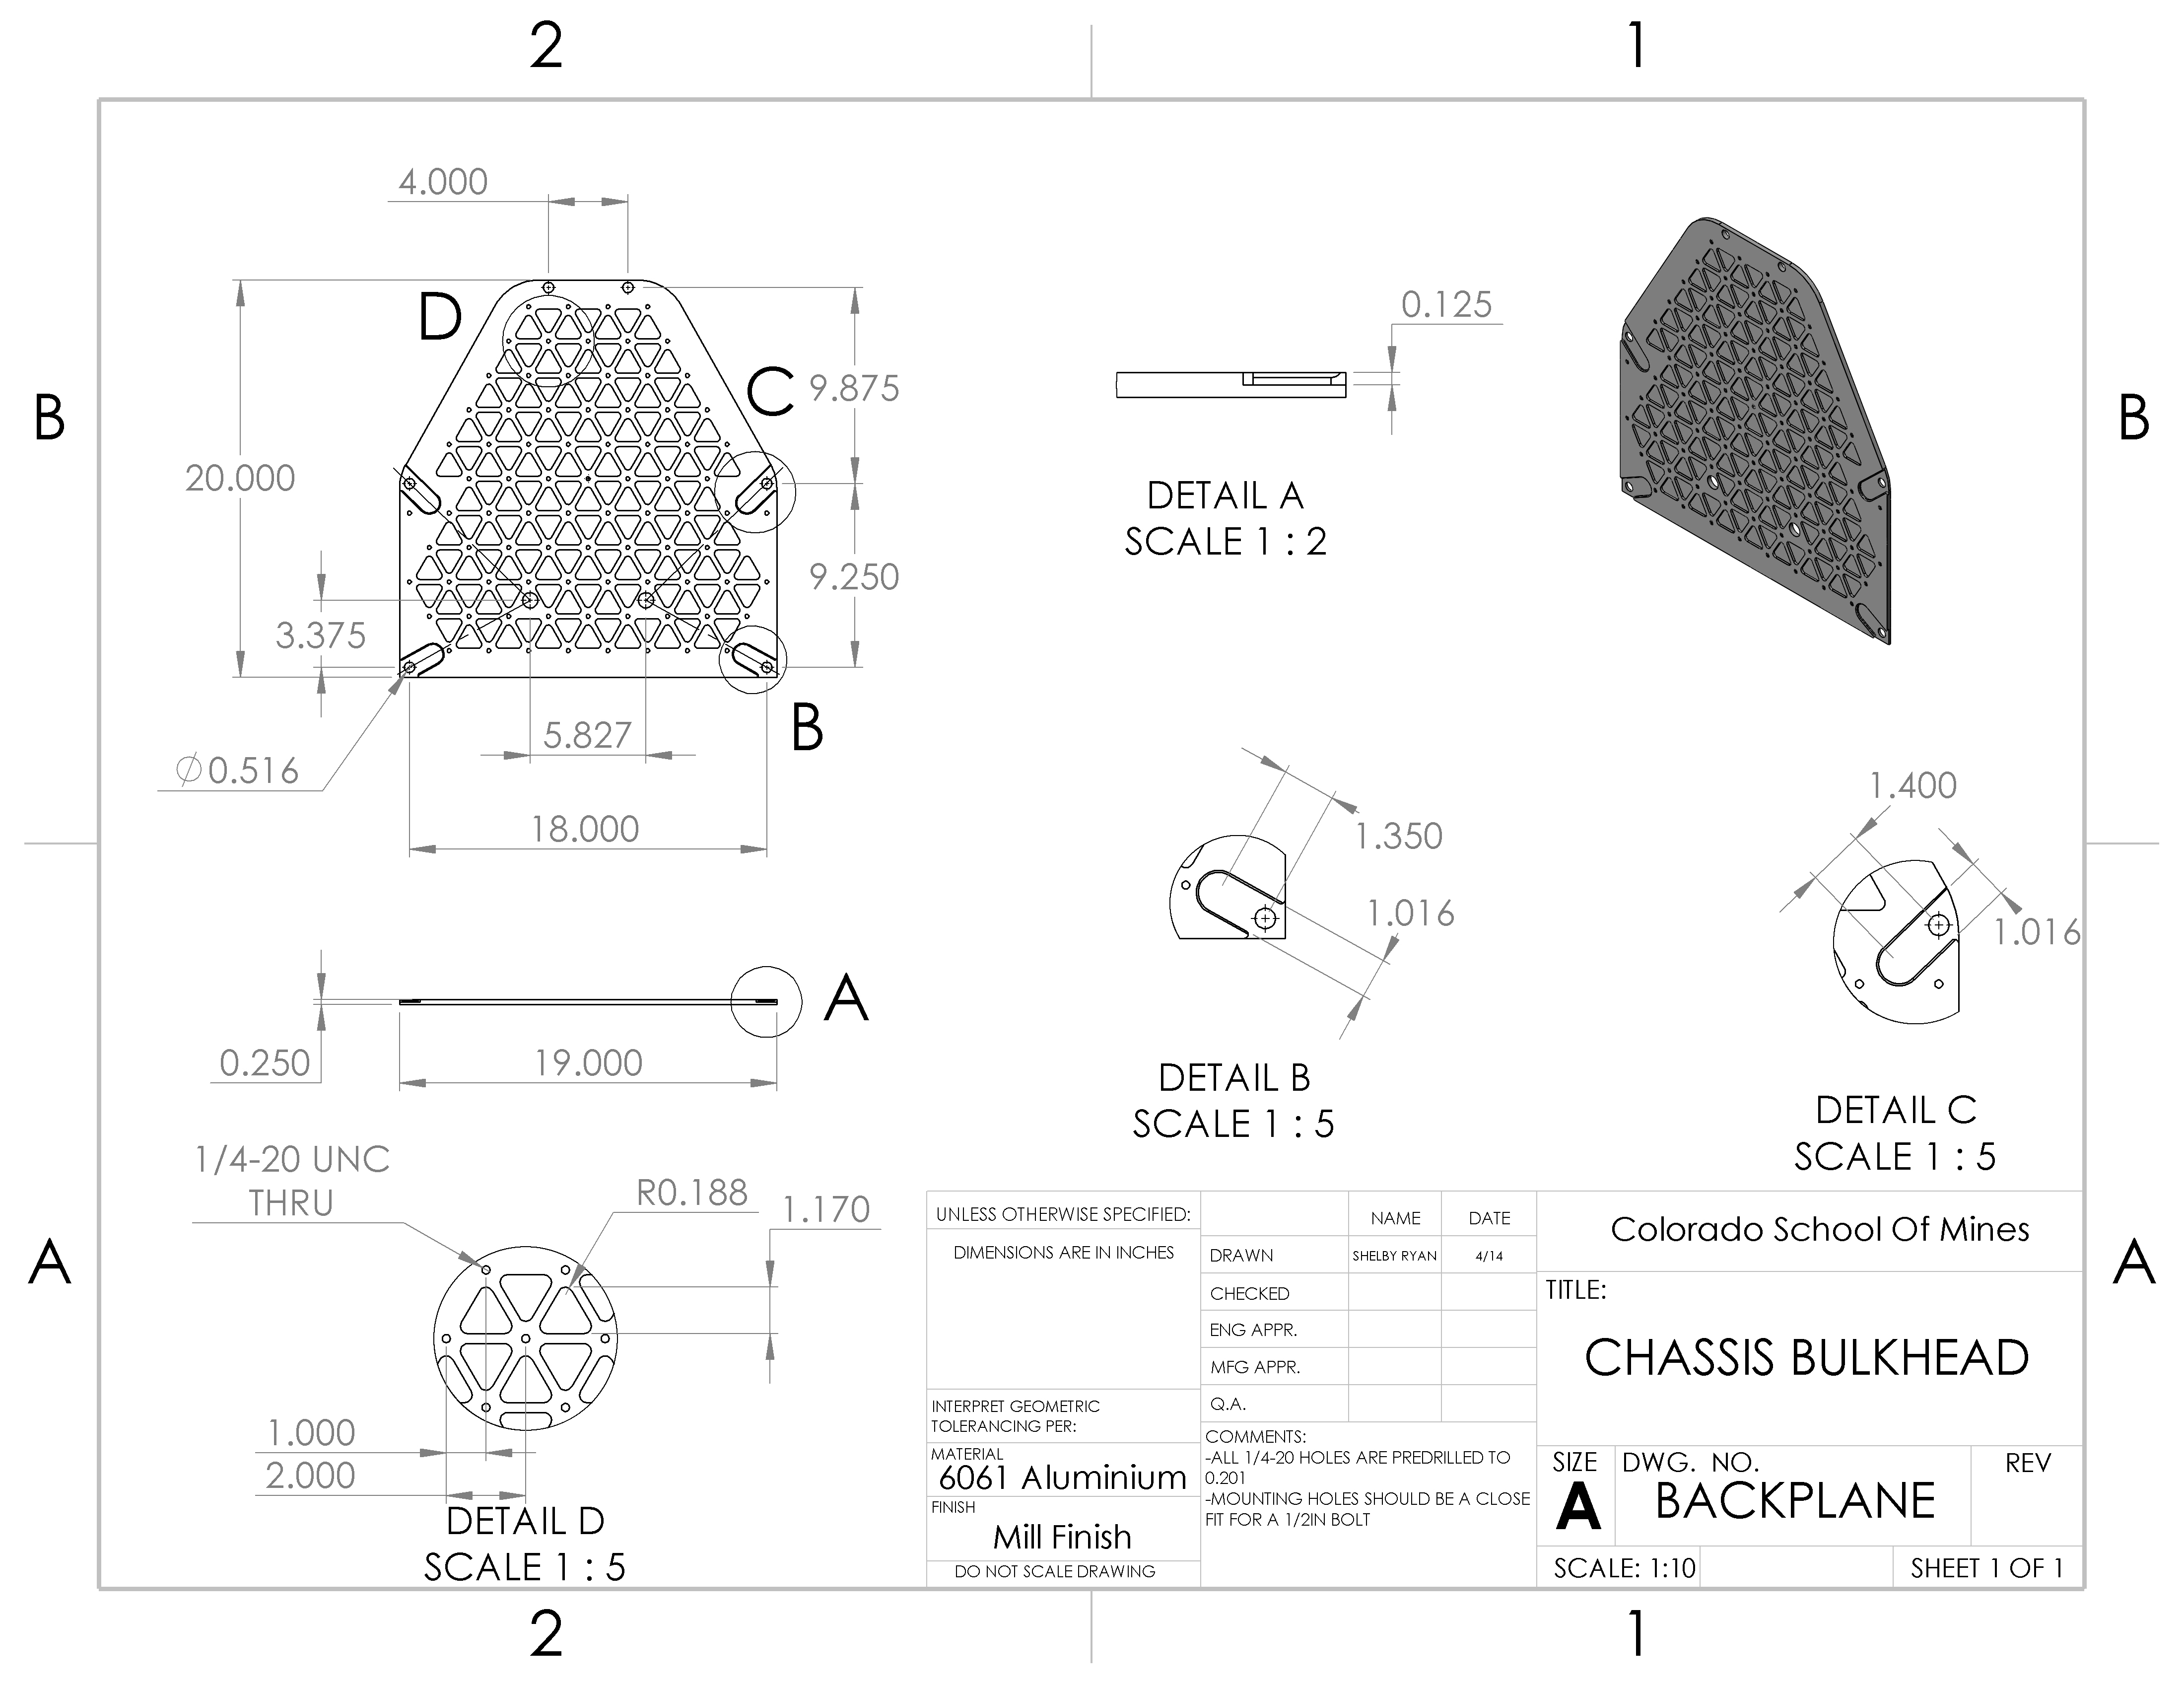 2
1
B
B
A
A
2
1
4.000
D
C
9.875
20.000
9.250
3.375
B
5.827
Ø0.516
18.000
0.125
DETAIL A
SCALE 1 : 2
1.350
1.016
DETAIL B
SCALE 1 : 5
1.400
1.016
DETAIL C
SCALE 1 : 5
A
0.250
19.000
1/4-20 UNC
THRU
R0.188
1.170
1.000
2.000
DETAIL D
SCALE 1 : 5
UNLESS OTHERWISE SPECIFIED:
DIMENSIONS ARE IN INCHES
INTERPRET GEOMETRIC
TOLERANCING PER:
MATERIAL
6061 Aluminium
FINISH
Mill Finish
DO NOT SCALE DRAWING
NAME DATE
DRAWN SHELBY RYAN 4/14
CHECKED
ENG APPR.
MFG APPR.
Q.A.
COMMENTS:
-ALL 1/4-20 HOLES ARE PREDRILLED TO
0.201
-MOUNTING HOLES SHOULD BE A CLOSE
FIT FOR A 1/2IN BOLT
Colorado School Of Mines
TITLE:
CHASSIS BULKHEAD
SIZE DWG. NO. REV
A BACKPLANE
SCALE: 1:10 SHEET 1 OF 1